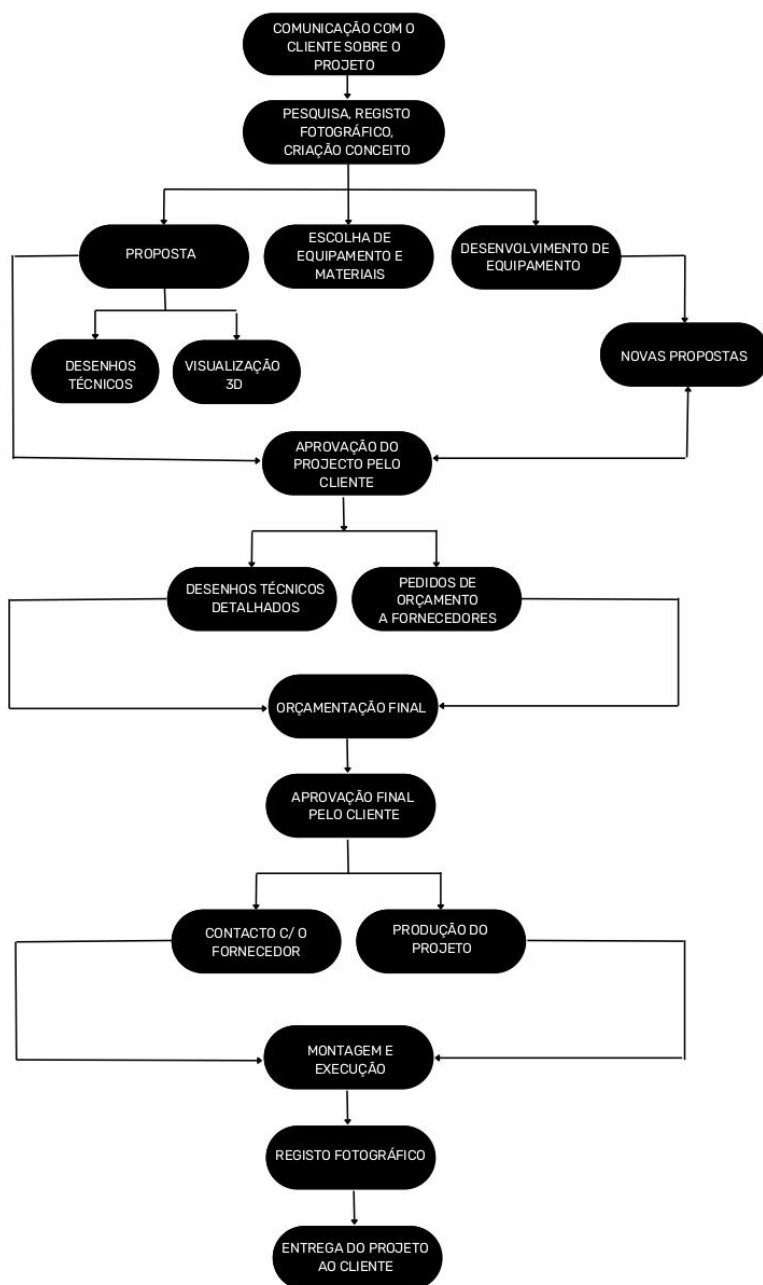 COMUNICAÇÃO COM O
CLIENTE SOBRE O
PROJETO
PESQUISA, REGISTO
FOTOGRÁFICO,
CRIAÇÃO CONCEITO
PROPOSTA
ESCOLHA DE
EQUIPAMENTO E
MATERIAIS
DESENVOLVIMENTO DE
EQUIPAMENTO
DESENHOS
TÉCNICOS
VISUALIZAÇÃO
3D
NOVAS PROPOSTAS
APROVAÇÃO DO
PROJECTO PELO
CLIENTE
DESENHOS TÉCNICOS
DETALHADOS
PEDIDOS DE
ORÇAMENTO
A FORNECEDORES
ORÇAMENTAÇÃO FINAL
APROVAÇÃO FINAL
PELO CLIENTE
CONTACTO C/ O
FORNECEDOR
PRODUÇÃO DO
PROJETO
MONTAGEM E
EXECUÇÃO
REGISTO FOTOGRÁFICO
ENTREGA DO PROJETO
AO CLIENTE